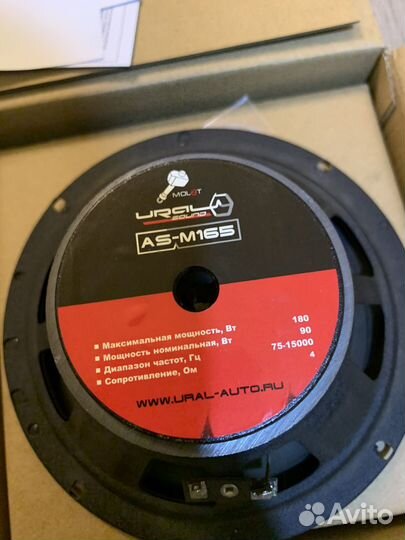 MOLOT
URAL
SOUND
AS-M165
Максимальная мощность, Вт 180
Мощность номинальная, Вт 90
Диапазон частот, Гц 75-15000
Сопротивление, Ом 4
WWW.URAL-AUTO.RU
Avito